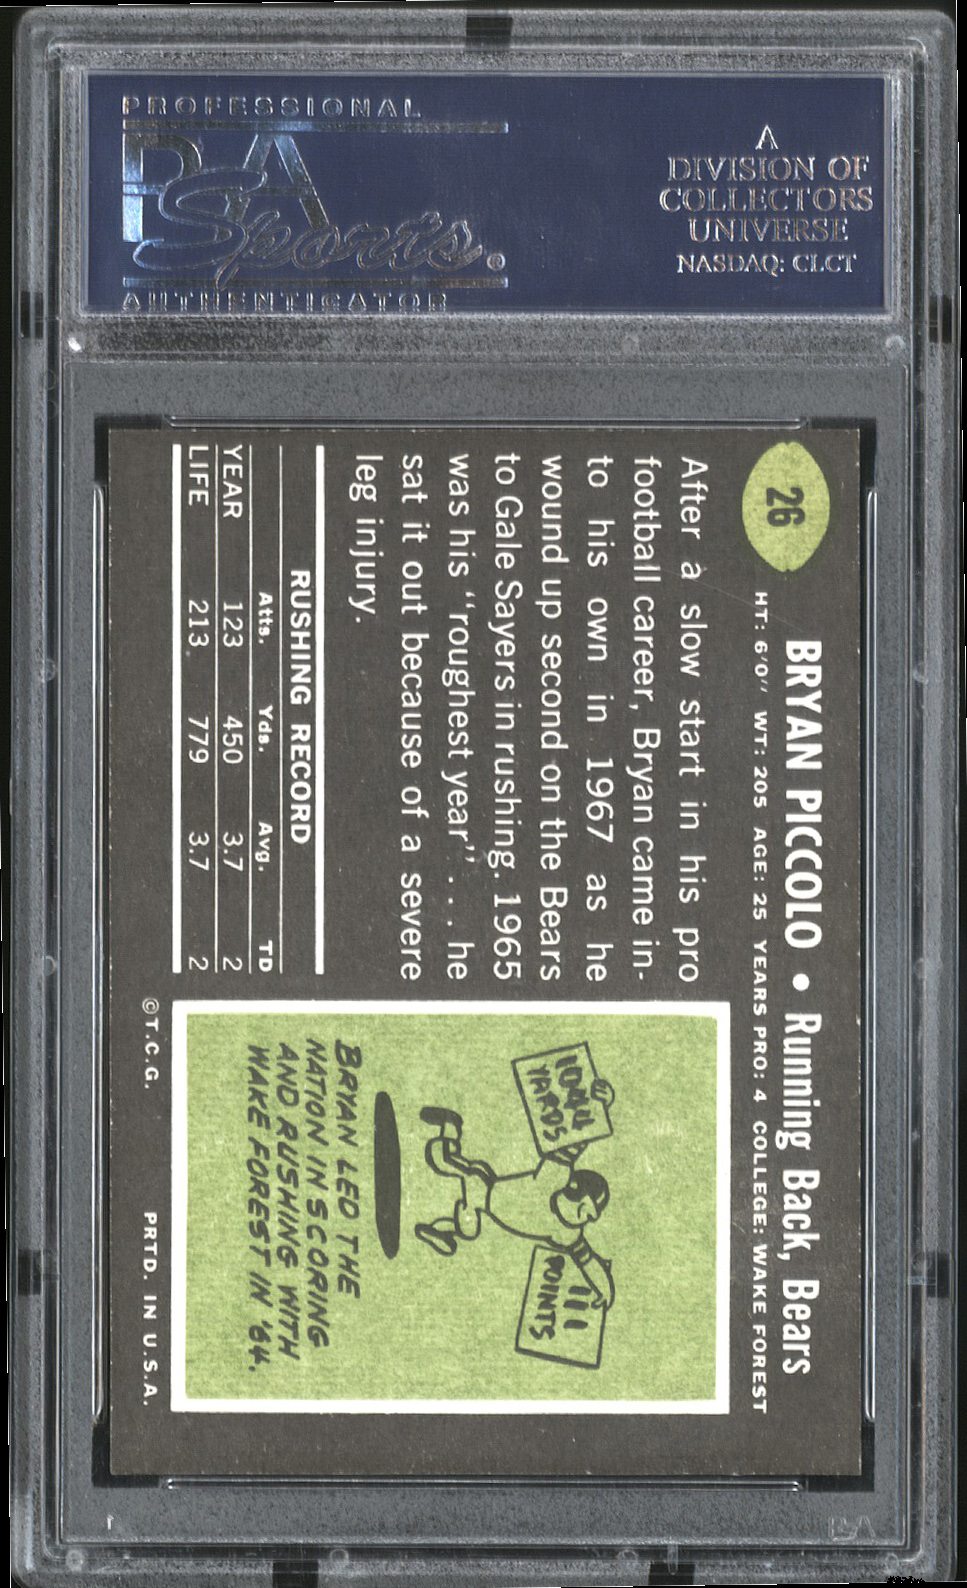 PROFESSIONAL
PSA
Sports®
AUTHENTICATOR
A
DIVISION OF
COLLECTORS
UNIVERSE
NASDAQ: CLCT
26
BRYAN PICCOLO • Running Back, Bears
HT: 6'0'' WT: 205 AGE: 25 YEARS PRO: 4 COLLEGE: WAKE FOREST
After a slow start in his pro
football career, Bryan came in-
to his own in 1967 as he
wound up second on the Bears
to Gale Sayers in rushing. 1965
was his “roughest year” . . . he
sat it out because of a severe
leg injury.
RUSHING RECORD
Atts. Yds. Avg. TD
YEAR 123 450 3.7 2
LIFE 213 779 3.7 2
1044
YARDS
111
POINTS
BRYAN LED THE
NATION IN SCORING
AND RUSHING WITH
WAKE FOREST IN '64.
©T.C.G. PRTD. IN U.S.A.
PSA